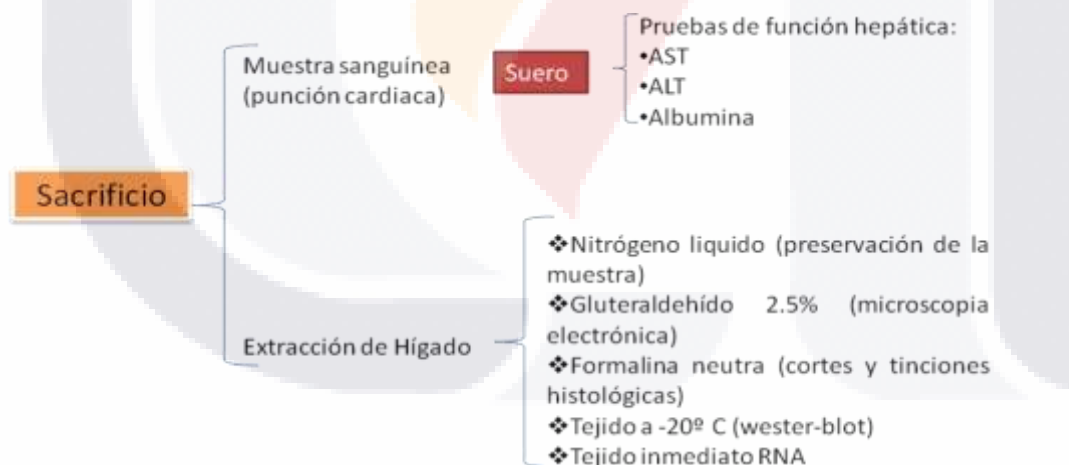 Sacrificio
Muestra sanguínea
(punción cardiaca)
Suero
Pruebas de función hepática:
•AST
•ALT
•Albumina
Extracción de Hígado
❖Nitrógeno liquido (preservación de la
muestra)
❖Gluteraldehído 2.5% (microscopia
electrónica)
❖Formalina neutra (cortes y tinciones
histológicas)
❖Tejido a -20º C (wester-blot)
❖Tejido inmediato RNA